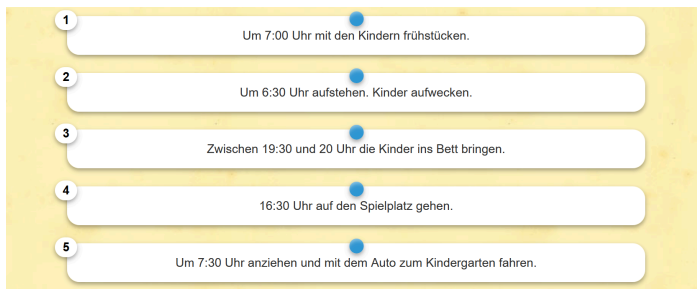 1
Um 7:00 Uhr mit den Kindern frühstücken.
2
Um 6:30 Uhr aufstehen. Kinder aufwecken.
3
Zwischen 19:30 und 20 Uhr die Kinder ins Bett bringen.
4
16:30 Uhr auf den Spielplatz gehen.
5
Um 7:30 Uhr anziehen und mit dem Auto zum Kindergarten fahren.